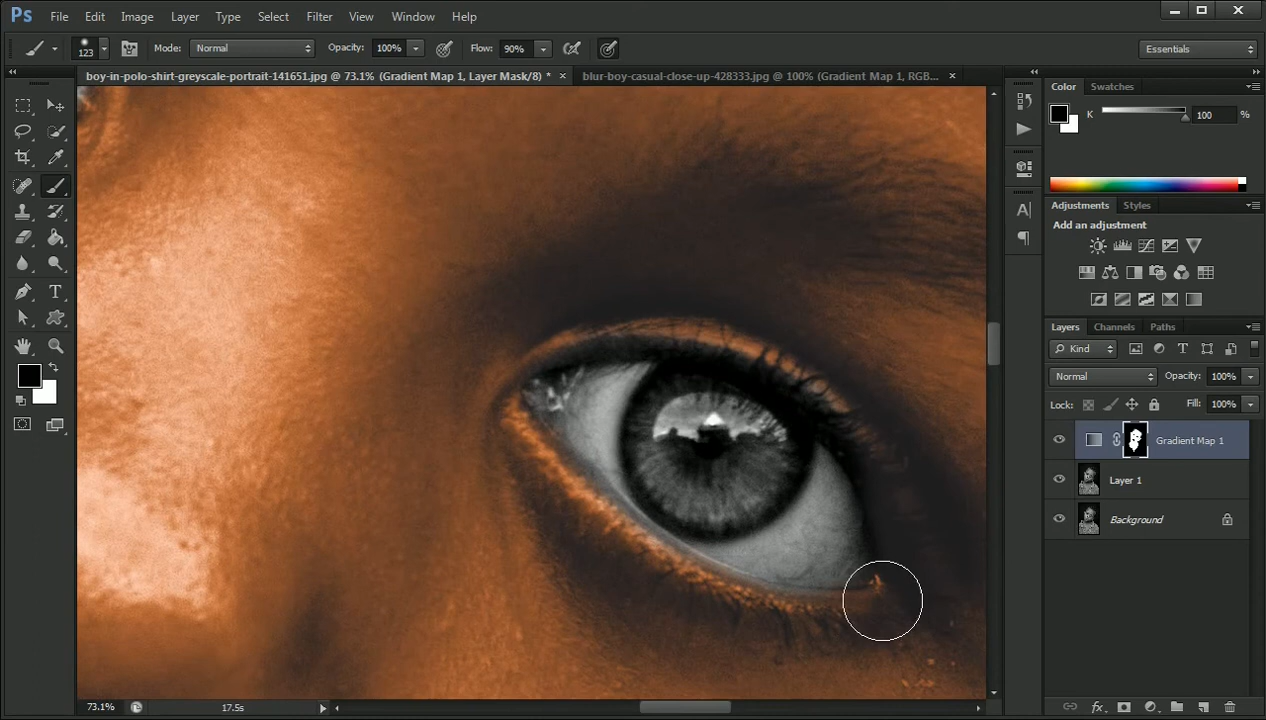 Ps File Edit Image Layer Type Select Filter View Window Help
123 Mode: Normal Opacity: 100% Flow: 90% Essentials
boy-in-polo-shirt-greyscale-portrait-141651.jpg @ 73.1% (Gradient Map 1, Layer Mask/8) * × blur-boy-casual-close-up-428333.jpg @ 100% (Gradient Map 1, RGB... ×
Color Swatches
K 100 %
Adjustments Styles
Add an adjustment
Layers Channels Paths
Kind
Normal Opacity: 100%
Lock: Fill: 100%
Gradient Map 1
Layer 1
Background
73.1% 17.5s
fx